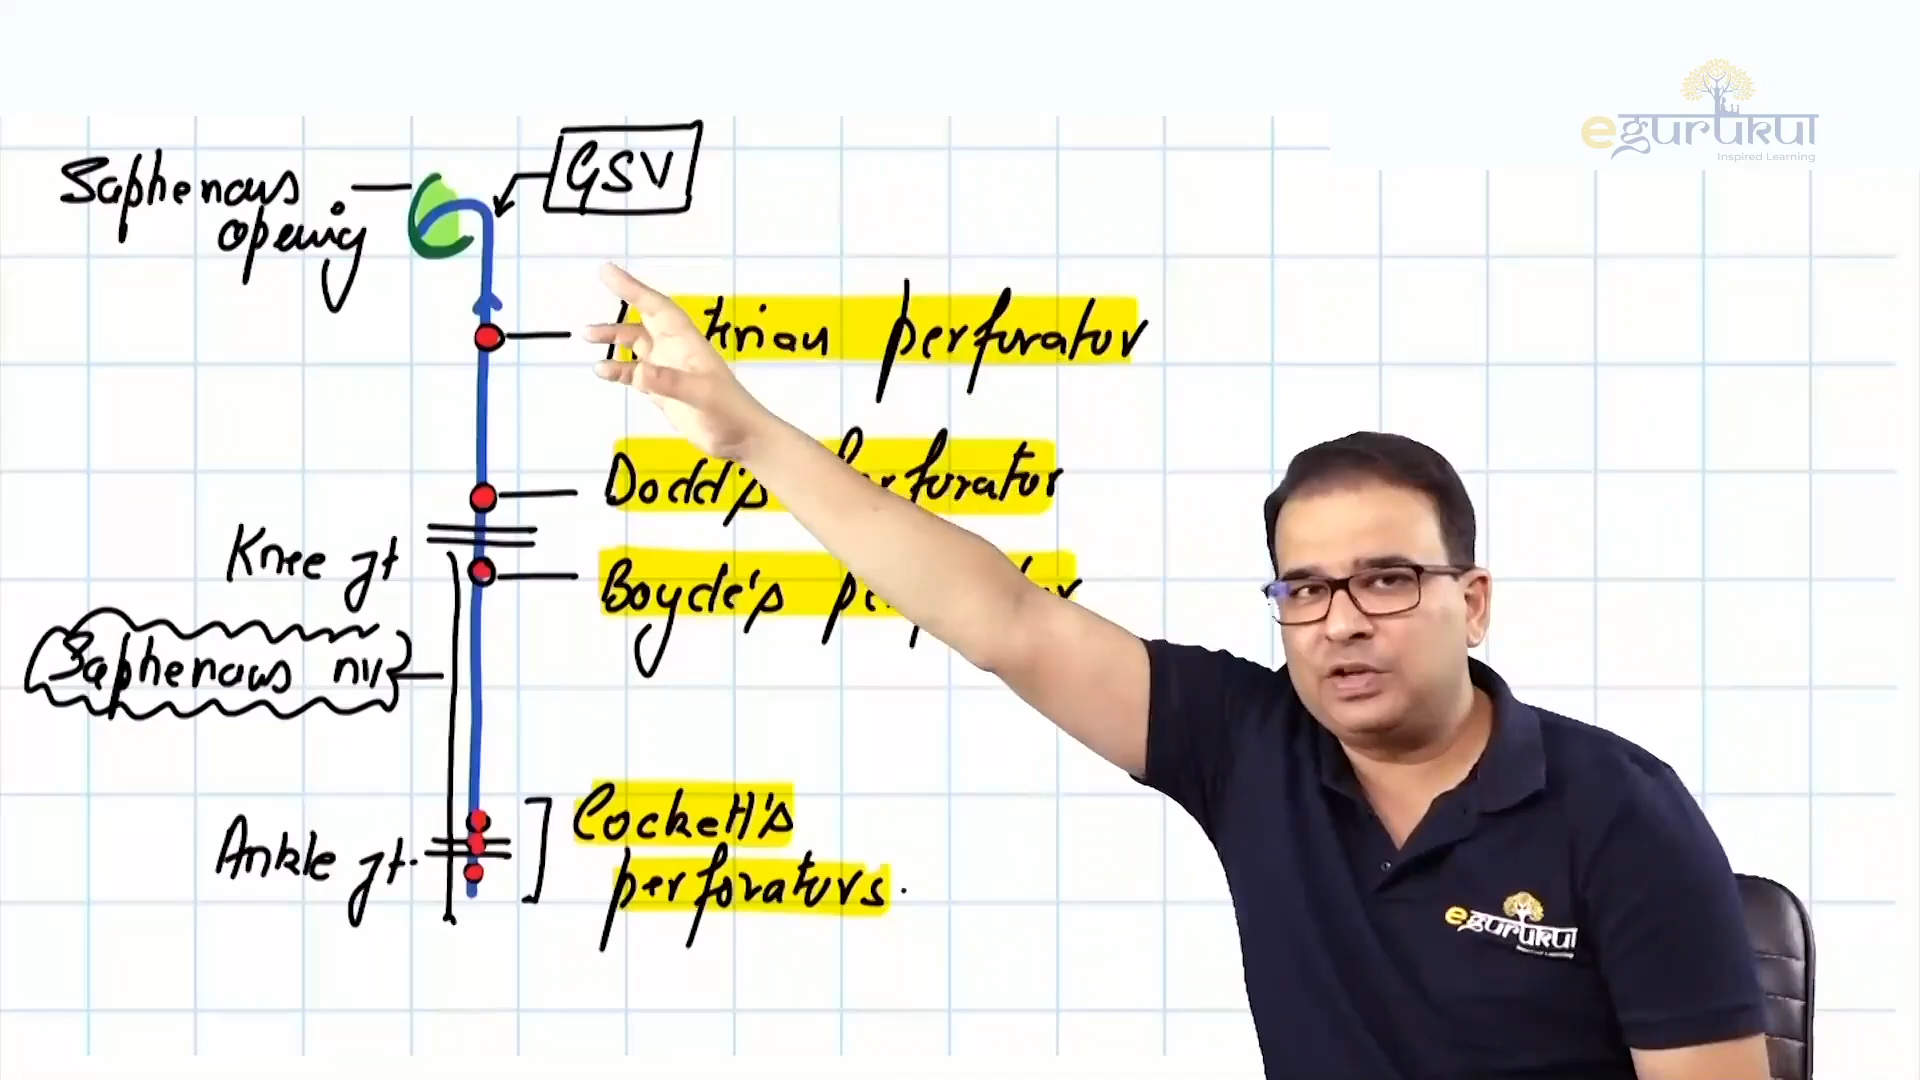 egurukul
Inspired Learning
GSV
Saphenous
opening
perforator
Dodd's
Knee jt
Boyde's
Saphenous nv
Cockett's
Ankle jt.
perforators.
egurukul